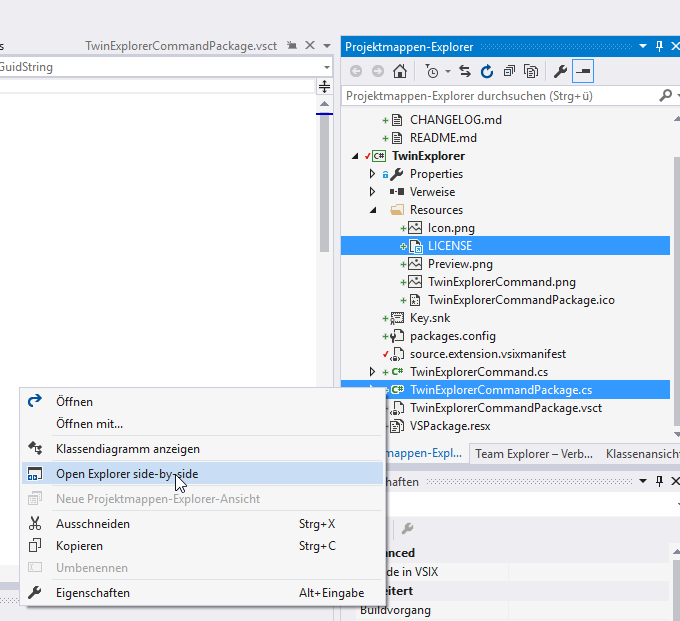 s
TwinExplorerCommandPackage.vsct
GuidString
Projektmappen-Explorer
Projektmappen-Explorer durchsuchen (Strg+ü)
CHANGELOG.md
README.md
TwinExplorer
Properties
Verweise
Resources
Icon.png
LICENSE
Preview.png
TwinExplorerCommand.png
TwinExplorerCommandPackage.ico
Key.snk
packages.config
source.extension.vsixmanifest
TwinExplorerCommand.cs
TwinExplorerCommandPackage.cs
TwinExplorerCommandPackage.vsct
VSPackage.resx
mappen-Expl...
Team Explorer – Verb...
Klassenansicht
haften
anced
de in VSIX
eitert
Buildvorgang
Öffnen
Öffnen mit...
Klassendiagramm anzeigen
Open Explorer side-by-side
Neue Projektmappen-Explorer-Ansicht
Ausschneiden Strg+X
Kopieren Strg+C
Umbenennen
Eigenschaften Alt+Eingabe